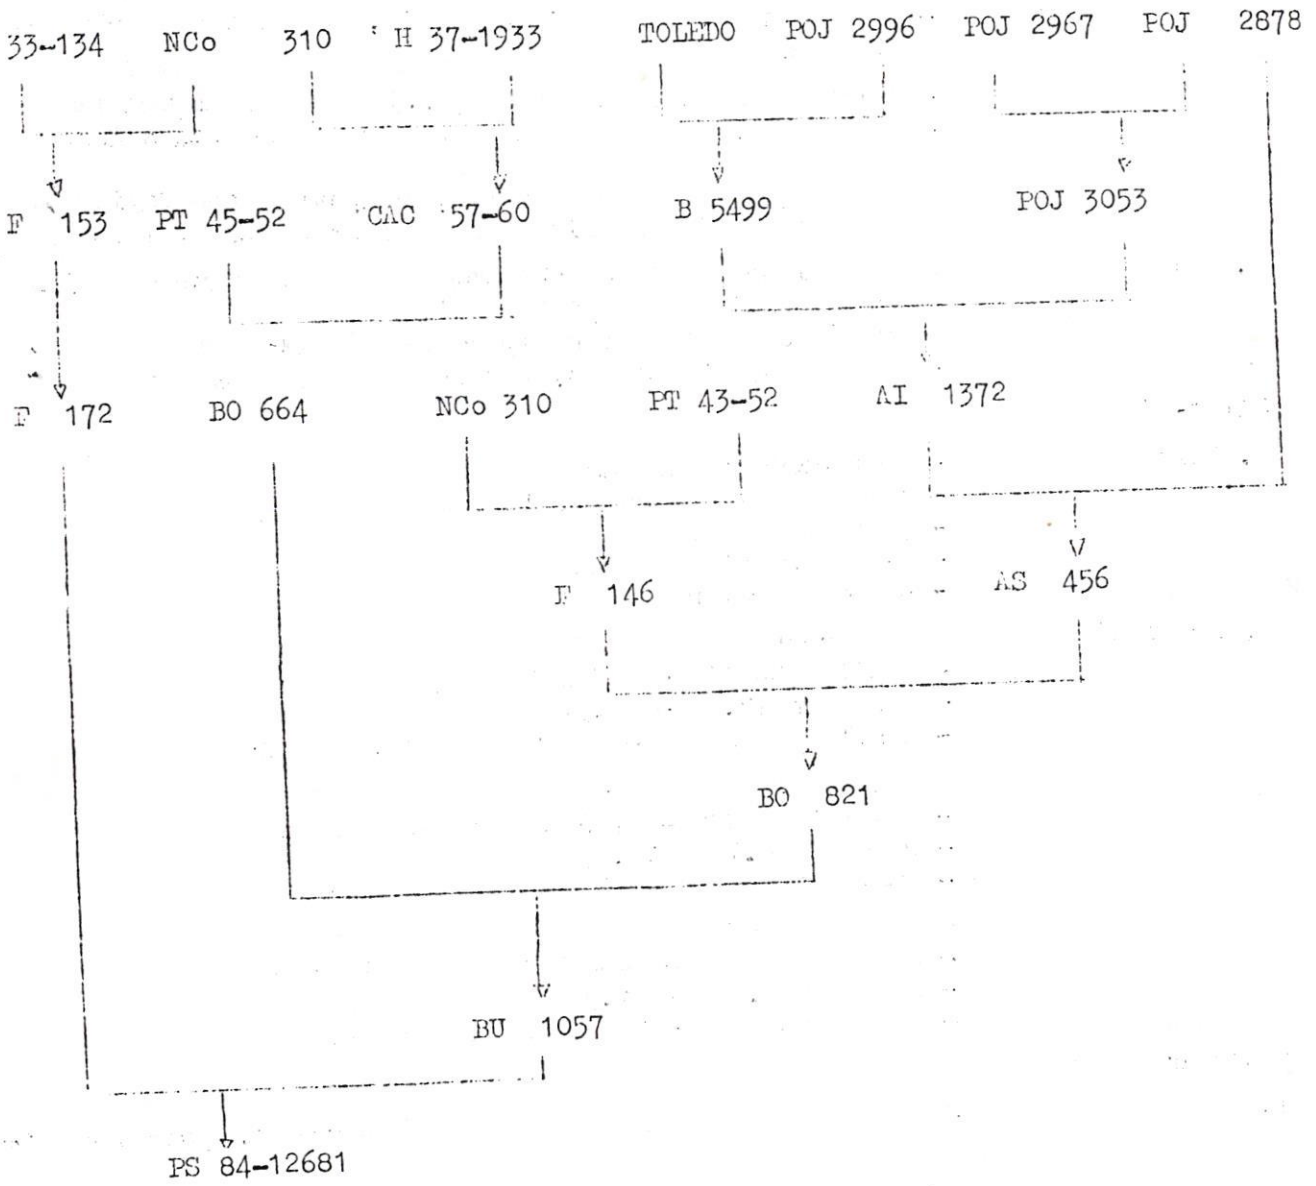 33-134 NCo 310 H 37-1933 TOLEDO POJ 2996 POJ 2967 POJ 2878
F 153 PT 45-52 CAC 57-60 B 5499 POJ 3053
F 172 BO 664 NCo 310 PT 43-52 AI 1372
F 146 AS 456
BO 821
BU 1057
PS 84-12681